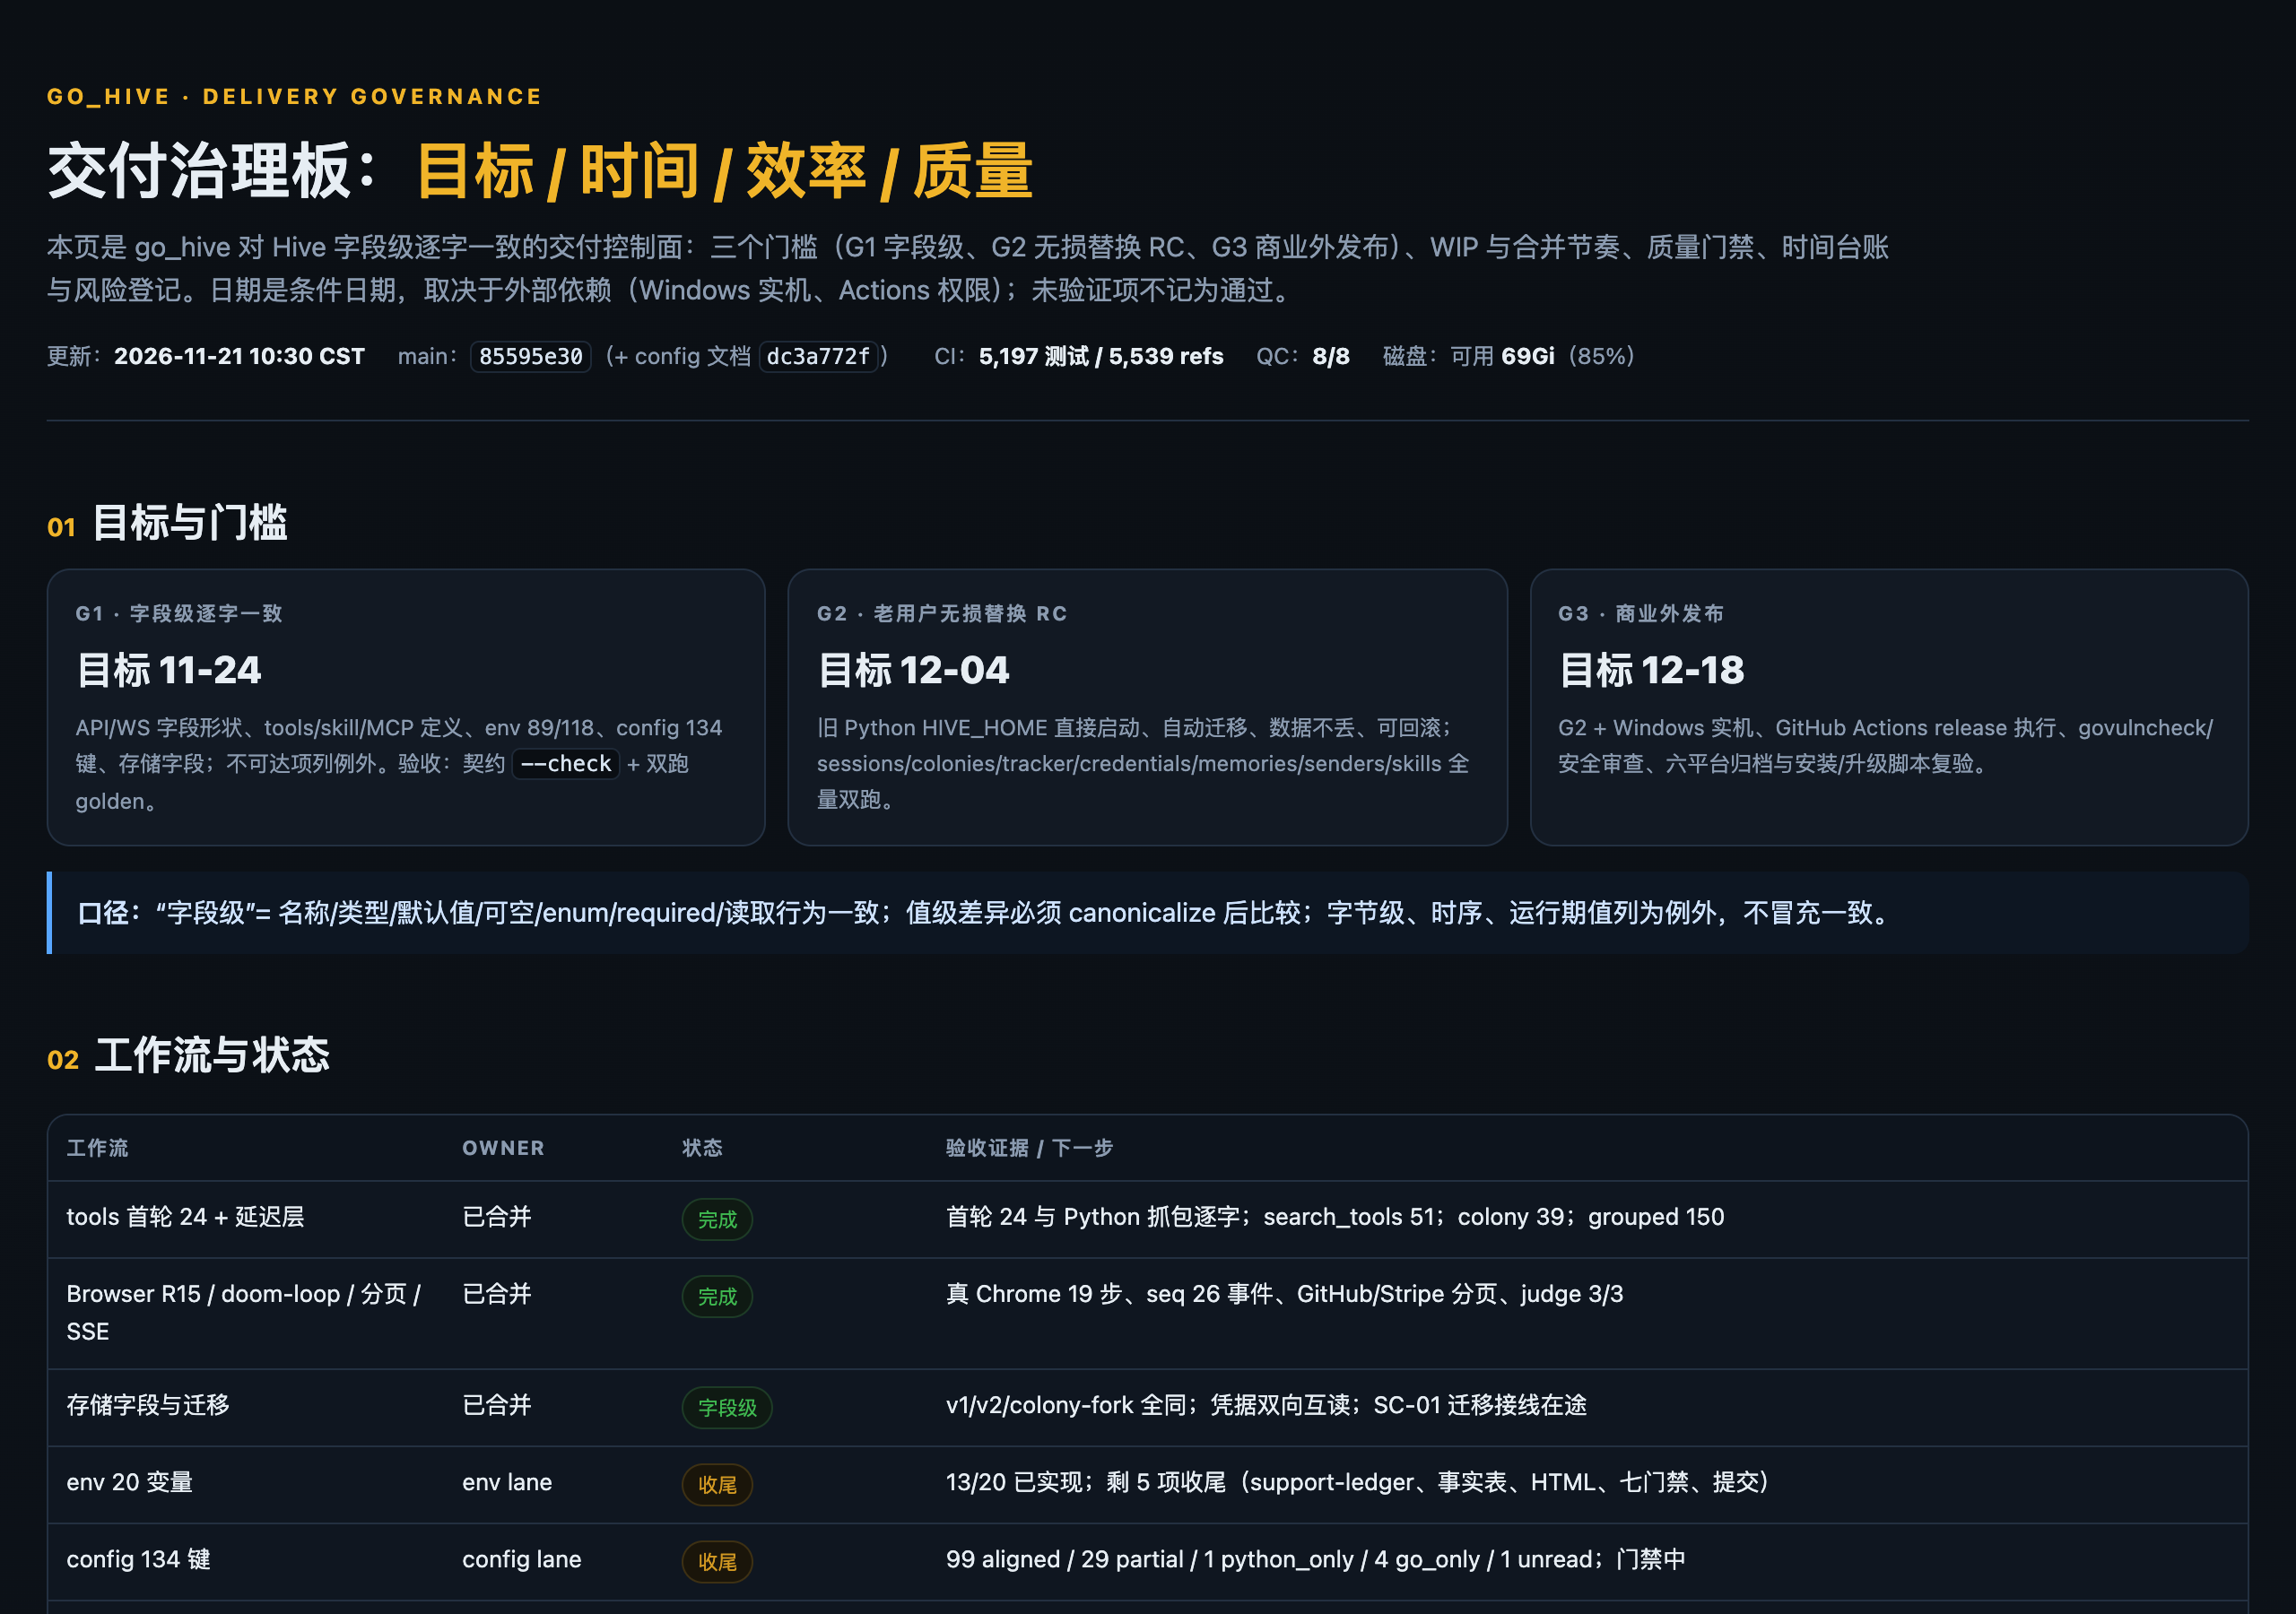 GO_HIVE · DELIVERY GOVERNANCE
交付治理板：目标 / 时间 / 效率 / 质量
本页是 go_hive 对 Hive 字段级逐字一致的交付控制面：三个门槛（G1 字段级、G2 无损替换 RC、G3 商业外发布）、WIP 与合并节奏、质量门禁、时间台账
与风险登记。日期是条件日期，取决于外部依赖（Windows 实机、Actions 权限）；未验证项不记为通过。
更新：2026-11-21 10:30 CST main：85595e30（+ config 文档 dc3a772f） CI：5,197 测试 / 5,539 refs QC：8/8 磁盘：可用 69Gi（85%）
01 目标与门槛
G1 · 字段级逐字一致
目标 11-24
API/WS 字段形状、tools/skill/MCP 定义、env 89/118、config 134
键、存储字段；不可达项列例外。验收：契约 --check + 双跑
golden。
G2 · 老用户无损替换 RC
目标 12-04
旧 Python HIVE_HOME 直接启动、自动迁移、数据不丢、可回滚；
sessions/colonies/tracker/credentials/memories/senders/skills 全
量双跑。
G3 · 商业外发布
目标 12-18
G2 + Windows 实机、GitHub Actions release 执行、govulncheck/
安全审查、六平台归档与安装/升级脚本复验。
口径：“字段级”= 名称/类型/默认值/可空/enum/required/读取行为一致；值级差异必须 canonicalize 后比较；字节级、时序、运行期值列为例外，不冒充一致。
02 工作流与状态
工作流 OWNER 状态 验收证据 / 下一步
tools 首轮 24 + 延迟层 已合并 完成 首轮 24 与 Python 抓包逐字；search_tools 51；colony 39；grouped 150
Browser R15 / doom-loop / 分页 / 已合并 完成 真 Chrome 19 步、seq 26 事件、GitHub/Stripe 分页、judge 3/3
SSE
存储字段与迁移 已合并 字段级 v1/v2/colony-fork 全同；凭据双向互读；SC-01 迁移接线在途
env 20 变量 env lane 收尾 13/20 已实现；剩 5 项收尾（support-ledger、事实表、HTML、七门禁、提交）
config 134 键 config lane 收尾 99 aligned / 29 partial / 1 python_only / 4 go_only / 1 unread；门禁中